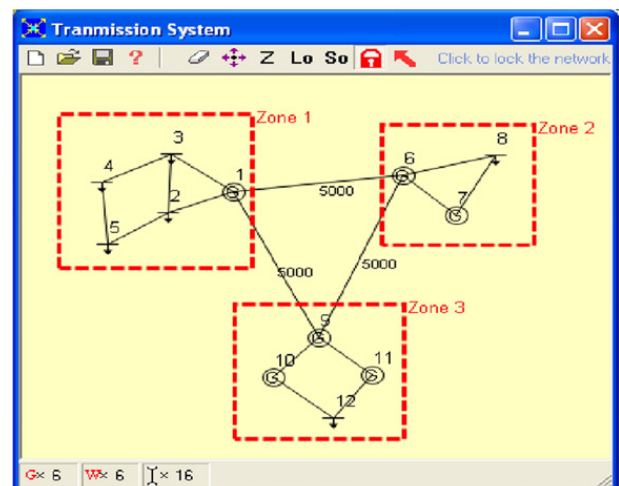 Tranmission System
? Z Lo So Click to lock the network
Zone 1
Zone 2
3
8
4
1
6
2
5000
7
5
5000
5000
Zone 3
9
10
11
12
G× 6 W× 6 × 16